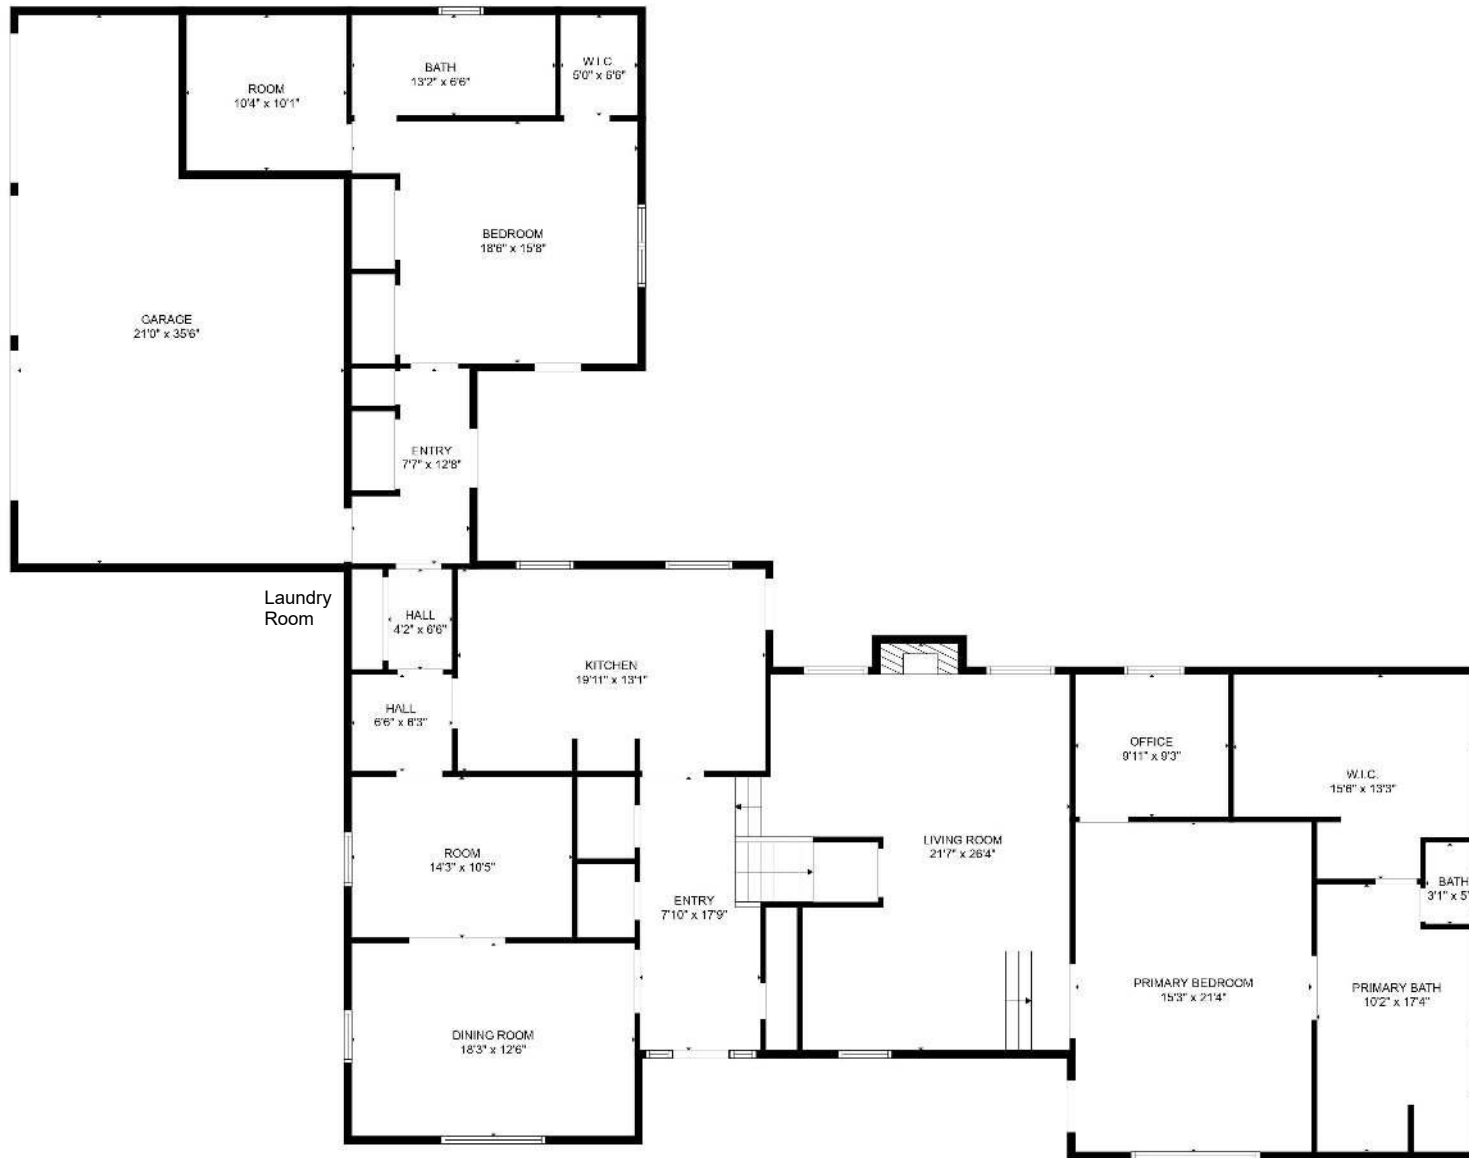 BATH
13'2" x 6'6"
W.I.C.
5'0" x 6'6"
ROOM
10'4" x 10'1"
BEDROOM
18'6" x 15'8"
GARAGE
21'0" x 35'6"
ENTRY
7'7" x 12'8"
Laundry
Room
HALL
4'2" x 6'6"
KITCHEN
19'11" x 13'1"
HALL
6'6" x 6'3"
OFFICE
9'11" x 9'3"
W.I.C.
15'6" x 13'3"
LIVING ROOM
21'7" x 26'4"
ROOM
14'3" x 10'5"
BATH
3'1" x 5'
ENTRY
7'10" x 17'9"
PRIMARY BEDROOM
15'3" x 21'4"
PRIMARY BATH
10'2" x 17'4"
DINING ROOM
18'3" x 12'6"